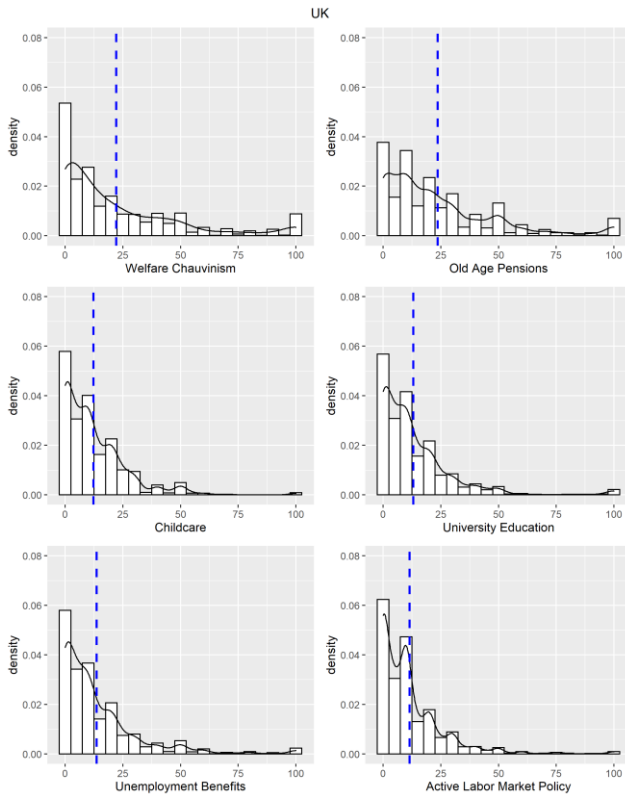 UK
0.08
0.06
0.04
0.02
0.00
density
0 25 50 75 100
Welfare Chauvinism
0.08
0.06
0.04
0.02
0.00
density
0 25 50 75 100
Old Age Pensions
0.08
0.06
0.04
0.02
0.00
density
0 25 50 75 100
Childcare
0.08
0.06
0.04
0.02
0.00
density
0 25 50 75 100
University Education
0.08
0.06
0.04
0.02
0.00
density
0 25 50 75 100
Unemployment Benefits
0.08
0.06
0.04
0.02
0.00
density
0 25 50 75 100
Active Labor Market Policy